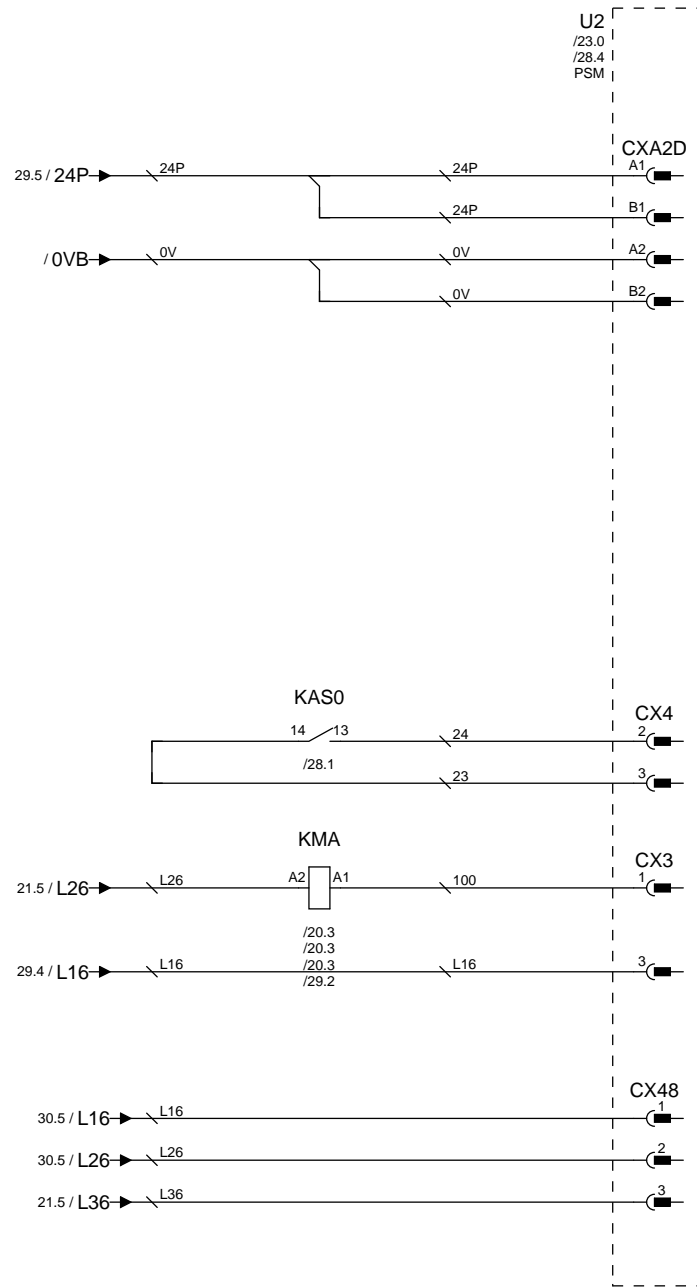 U2
/23.0
/28.4
PSM
CXA2D
29.5 / 24P 24P 24P A1
24P B1
/ 0VB 0V 0V A2
0V B2
KAS0
CX4
14 13 24 2
/28.1
23 3
KMA
CX3
21.5 / L26 L26 A2 A1 100 1
/20.3
/20.3
29.4 / L16 L16 /20.3 L16 3
/29.2
CX48
30.5 / L16 L16 1
30.5 / L26 L26 2
21.5 / L36 L36 3